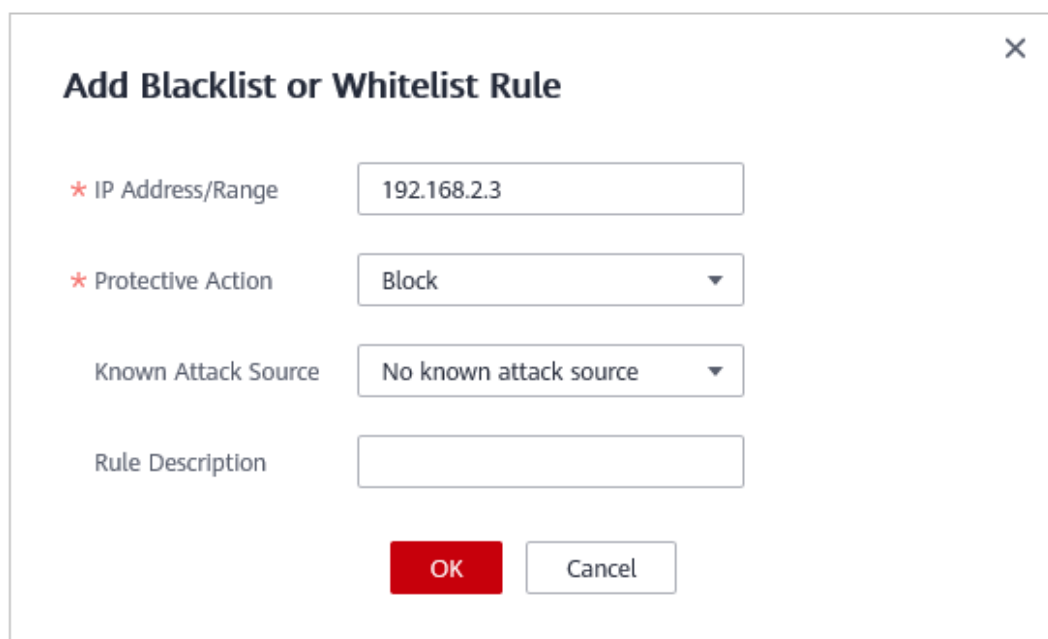 Add Blacklist or Whitelist Rule
* IP Address/Range 192.168.2.3
* Protective Action Block
Known Attack Source No known attack source
Rule Description
OK Cancel